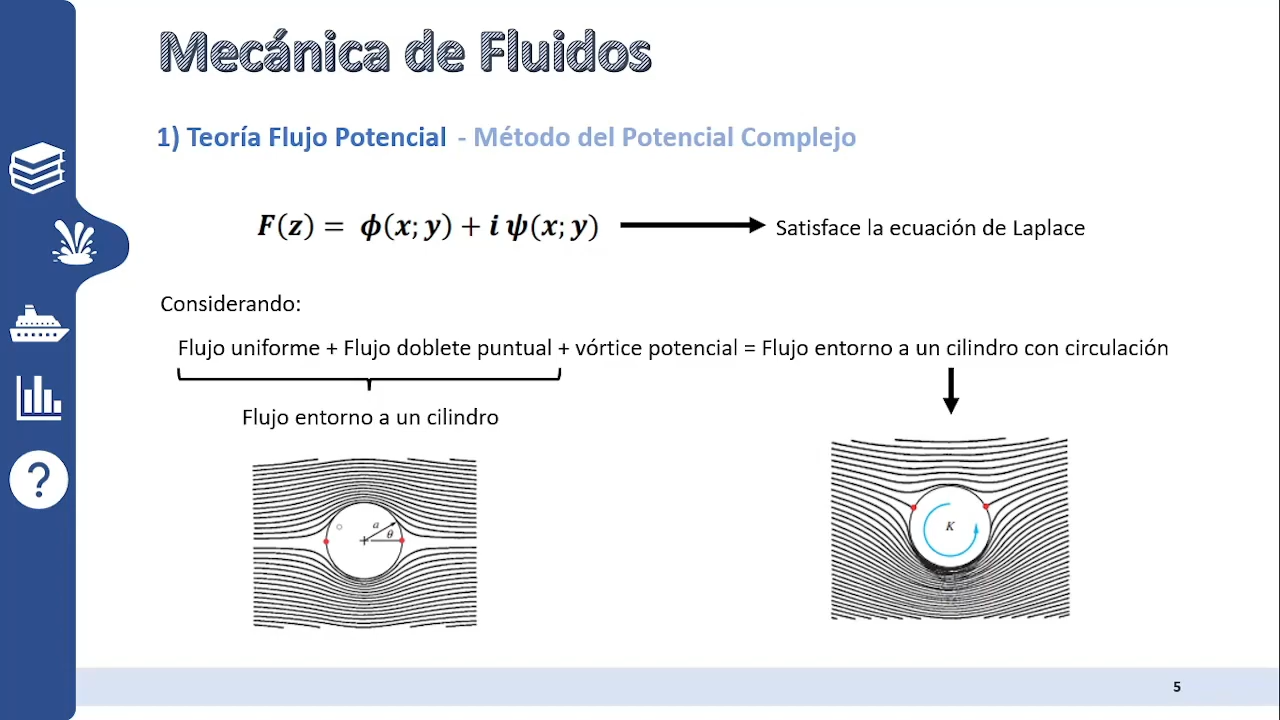 Mecánica de Fluidos
1) Teoría Flujo Potencial - Método del Potencial Complejo
F(z) = ϕ(x; y) + i ψ(x; y)
Satisface la ecuación de Laplace
Considerando:
Flujo uniforme + Flujo doblete puntual + vórtice potencial = Flujo entorno a un cilindro con circulación
Flujo entorno a un cilindro
a
θ
K
?
5